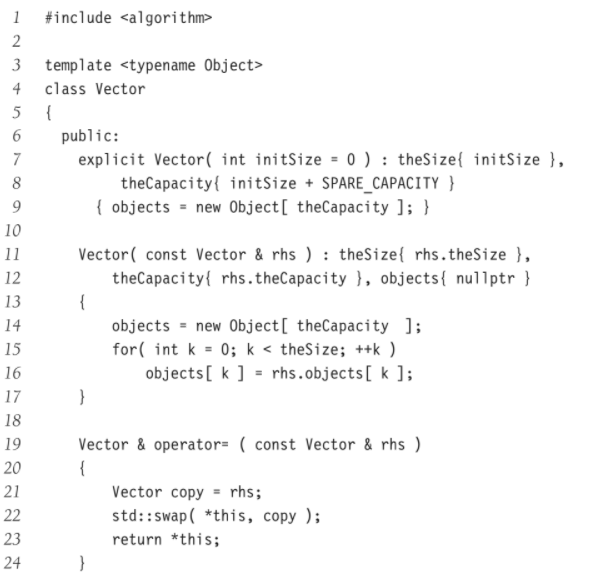 1 #include <algorithm>
2
3 template <typename Object>
4 class Vector
5 {
6 public:
7 explicit Vector( int initSize = 0 ) : theSize{ initSize },
8 theCapacity{ initSize + SPARE_CAPACITY }
9 { objects = new Object[ theCapacity ]; }
10
11 Vector( const Vector & rhs ) : theSize{ rhs.theSize },
12 theCapacity{ rhs.theCapacity }, objects{ nullptr }
13 {
14 objects = new Object[ theCapacity ];
15 for( int k = 0; k < theSize; ++k )
16 objects[ k ] = rhs.objects[ k ];
17 }
18
19 Vector & operator= ( const Vector & rhs )
20 {
21 Vector copy = rhs;
22 std::swap( *this, copy );
23 return *this;
24 }